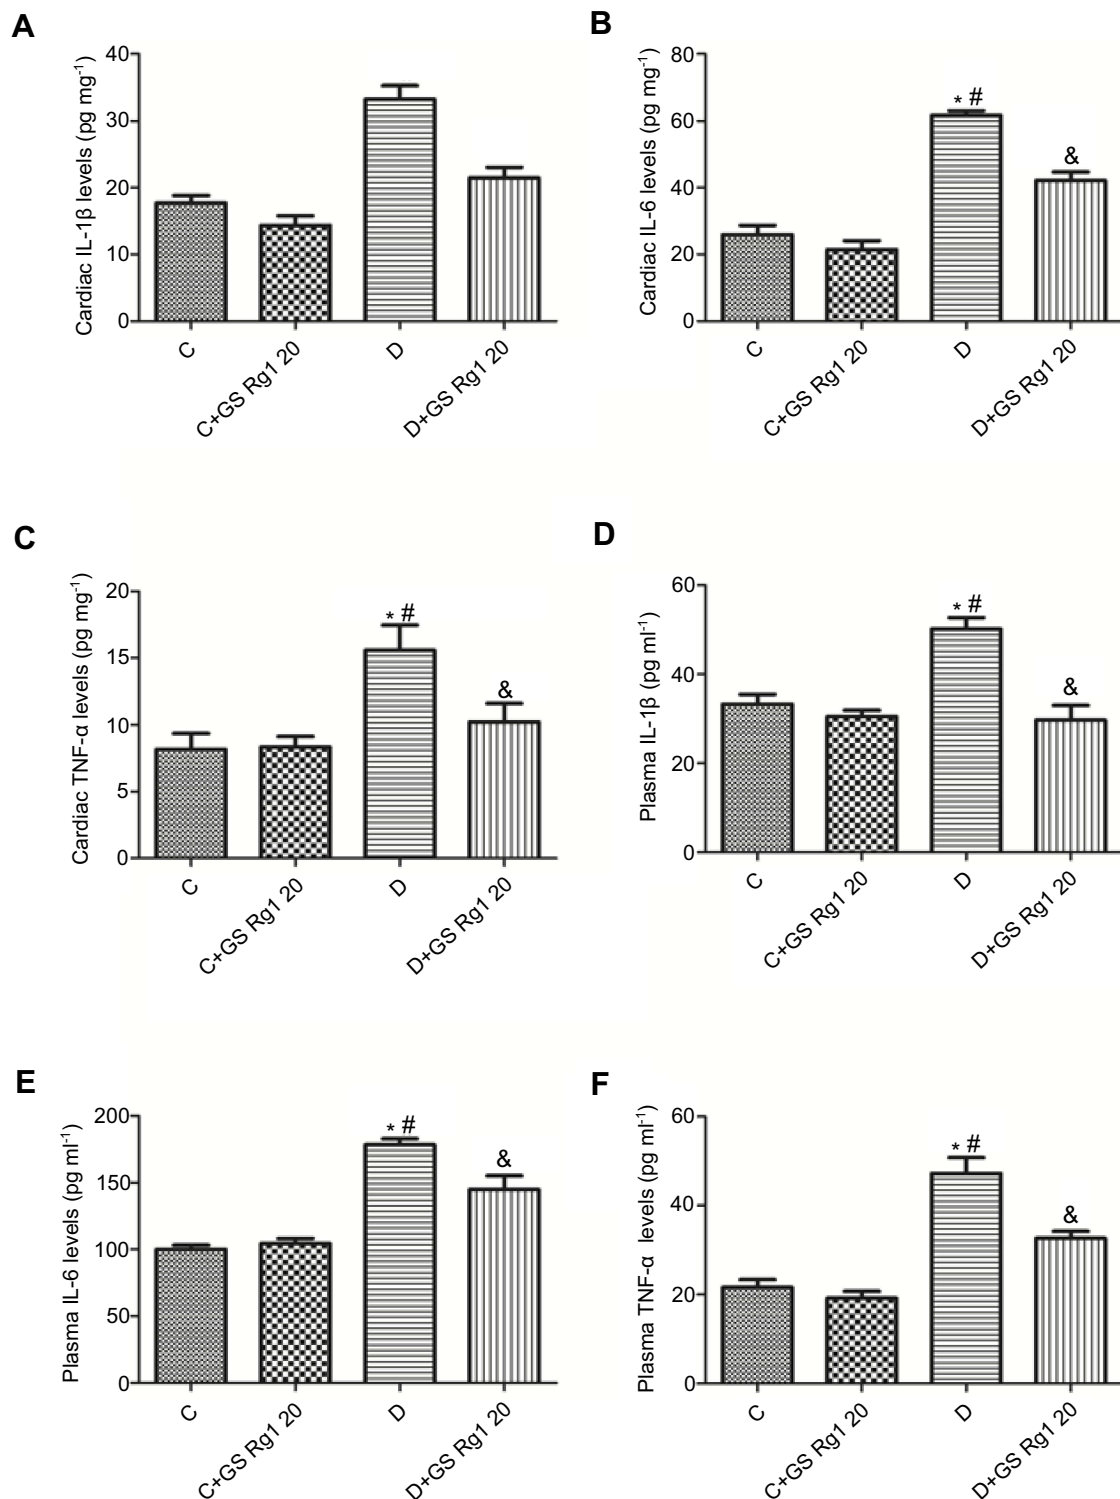 A
Cardiac IL-1β levels (pg mg-1)
40
30
20
10
0
C
C+GS Rg1 20
D
D+GS Rg1 20
B
Cardiac IL-6 levels (pg mg-1)
80
60
40
20
0
* #
&
C
C+GS Rg1 20
D
D+GS Rg1 20
C
Cardiac TNF-α levels (pg mg-1)
20
15
10
5
0
* #
&
C
C+GS Rg1 20
D
D+GS Rg1 20
D
Plasma IL-1β (pg ml-1)
60
40
20
0
* #
&
C
C+GS Rg1 20
D
D+GS Rg1 20
E
Plasma IL-6 levels (pg ml-1)
200
150
100
50
0
* #
&
C
C+GS Rg1 20
D
D+GS Rg1 20
F
Plasma TNF-α levels (pg ml-1)
60
40
20
0
* #
&
C
C+GS Rg1 20
D
D+GS Rg1 20